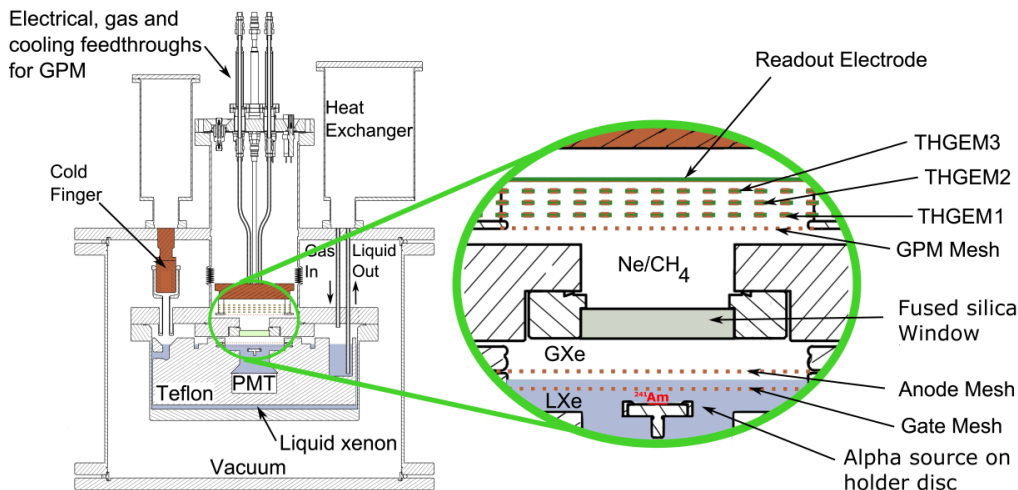 Electrical, gas and
cooling feedthroughs
for GPM
Heat
Exchanger
Cold
Finger
Gas
In
Liquid
Out
Teflon
PMT
Liquid xenon
Vacuum
Readout Electrode
THGEM3
THGEM2
THGEM1
GPM Mesh
Ne/CH4
Fused silica
Window
GXe
Anode Mesh
LXe
241Am
Gate Mesh
Alpha source on
holder disc